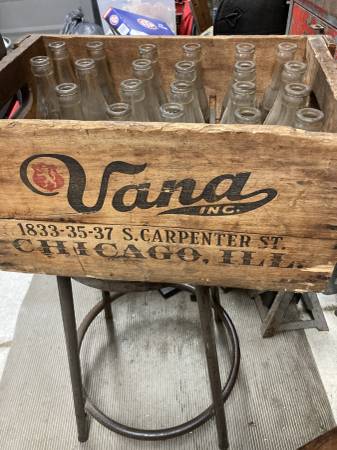 Vana
INC.
1833-35-37 S. CARPENTER ST.
CHICAGO, ILL.